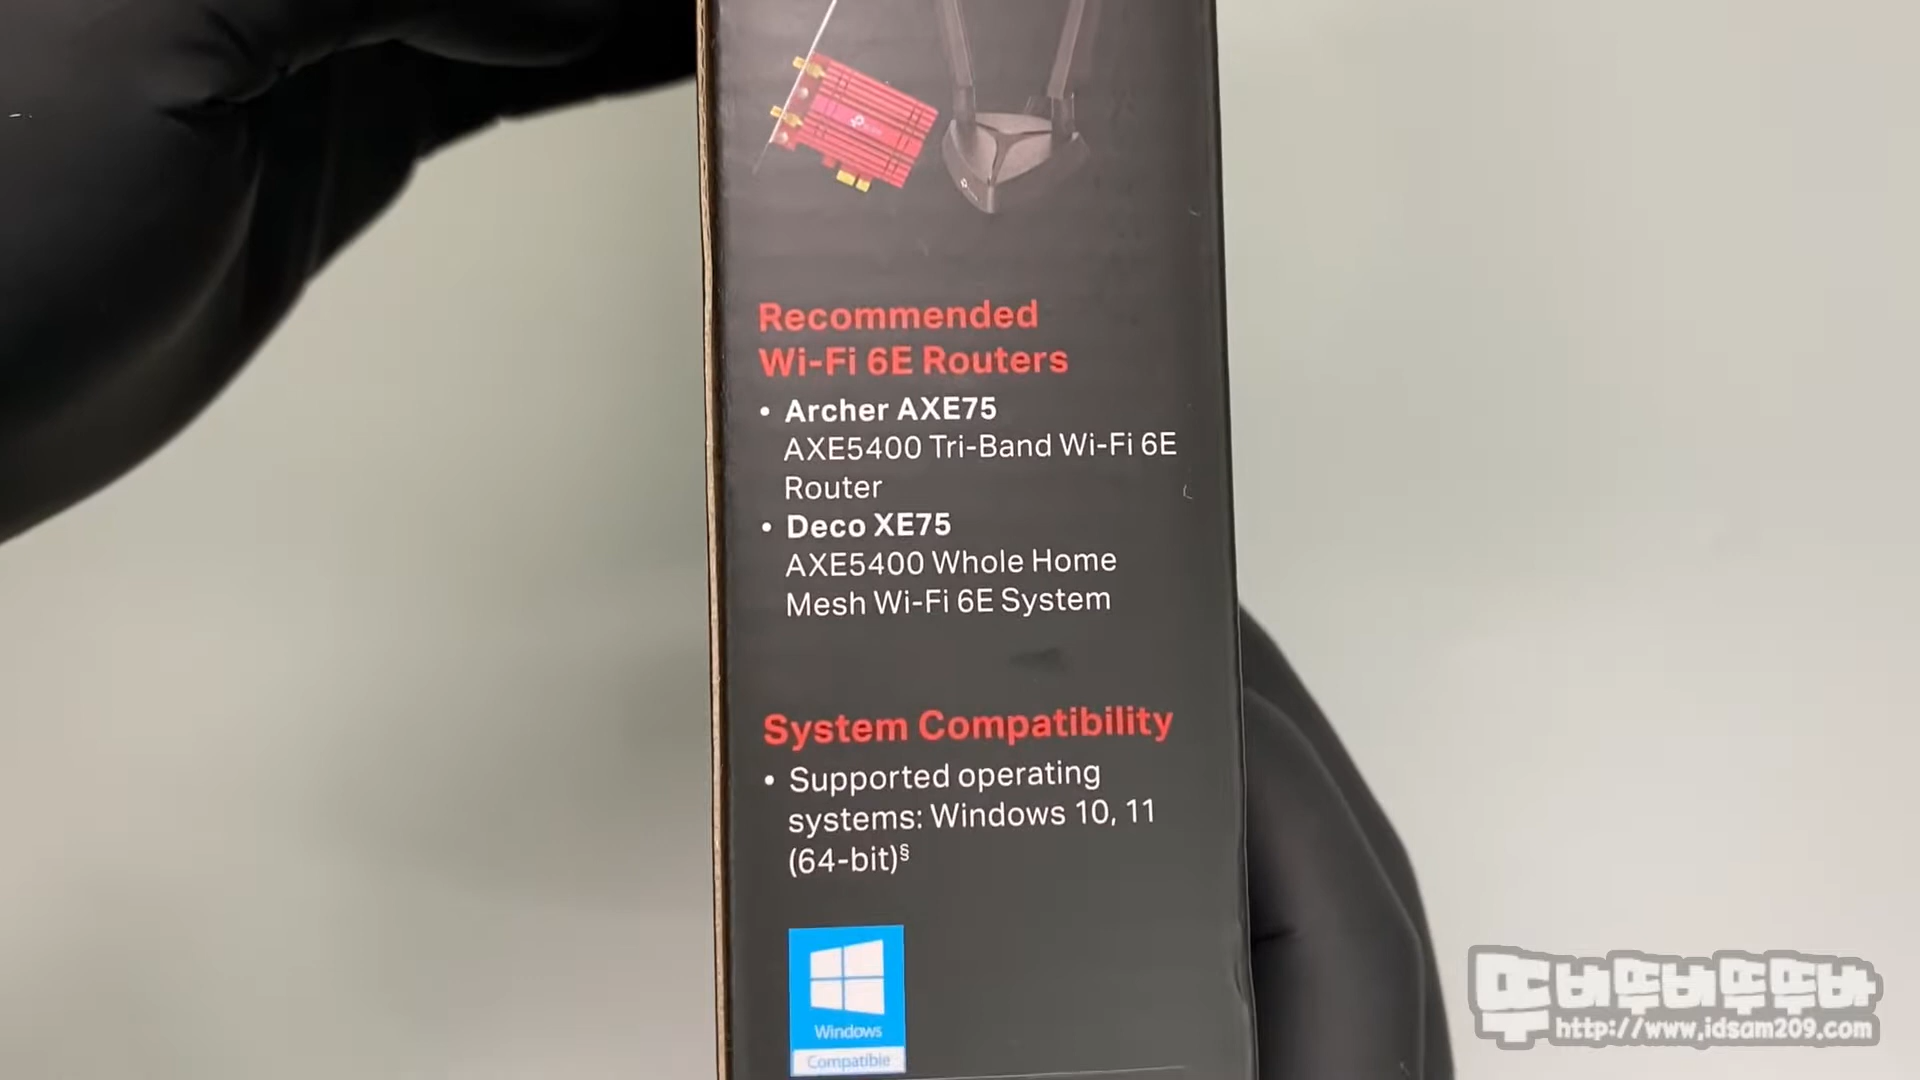 Recommended
Wi-Fi 6E Routers
• Archer AXE75
AXE5400 Tri-Band Wi-Fi 6E
Router
• Deco XE75
AXE5400 Whole Home
Mesh Wi-Fi 6E System
System Compatibility
• Supported operating
systems: Windows 10, 11
(64-bit)§
Windows
Compatible
뚜바뚜바뚜뚜바
http://www.idsam209.com